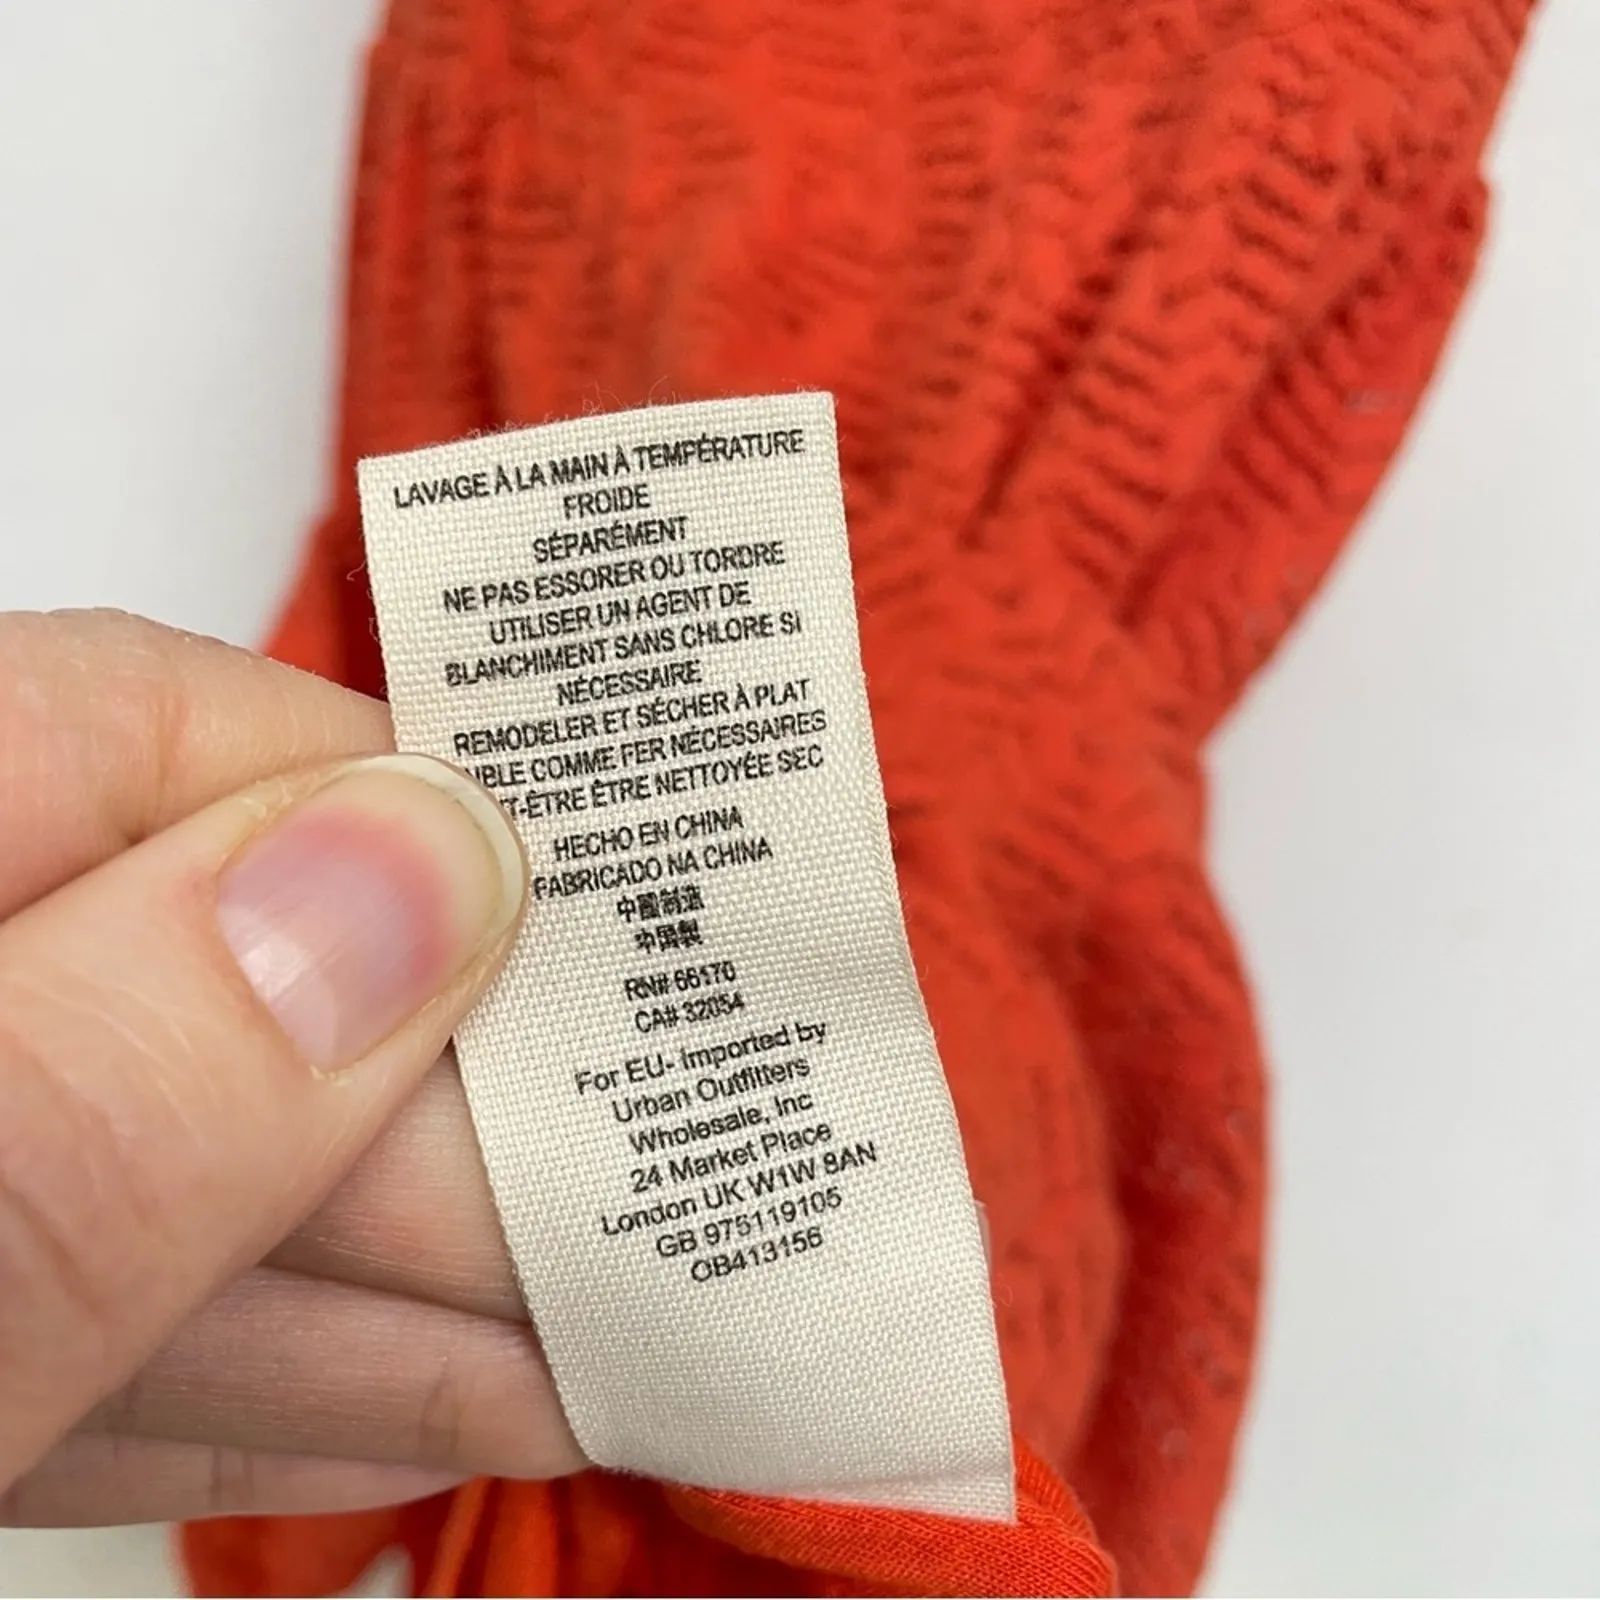 LAVAGE À LA MAIN À TEMPÉRATURE
FROIDE
SÉPARÉMENT
NE PAS ESSORER OU TORDRE
UTILISER UN AGENT DE
BLANCHIMENT SANS CHLORE SI
NÉCESSAIRE
REMODELER ET SÉCHER À PLAT
COMME FER NÉCESSAIRES
ÊTRE NETTOYÉE SEC
HECHO EN CHINA
FABRICADO NA CHINA
中國制造
中国製
RN# 66170
CA# 32054
For EU- Imported by
Urban Outfitters
Wholesale, Inc
24 Market Place
London UK W1W 8AN
GB 975119105
OB413156